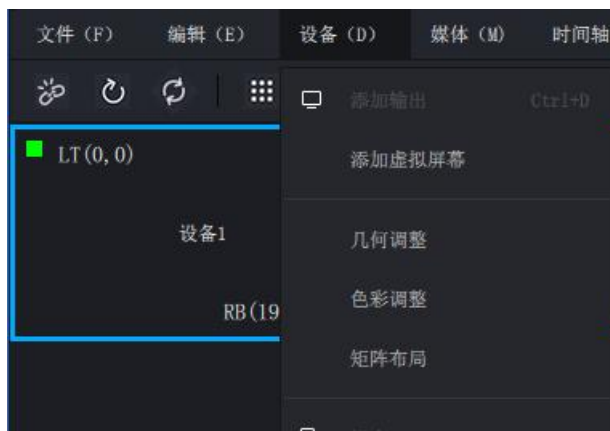 文件（F） 编辑（E） 设备（D） 媒体（M） 时间轴
添加输出 Ctrl+D
LT(0,0)
添加虚拟屏幕
设备1
几何调整
色彩调整
RB(19
矩阵布局